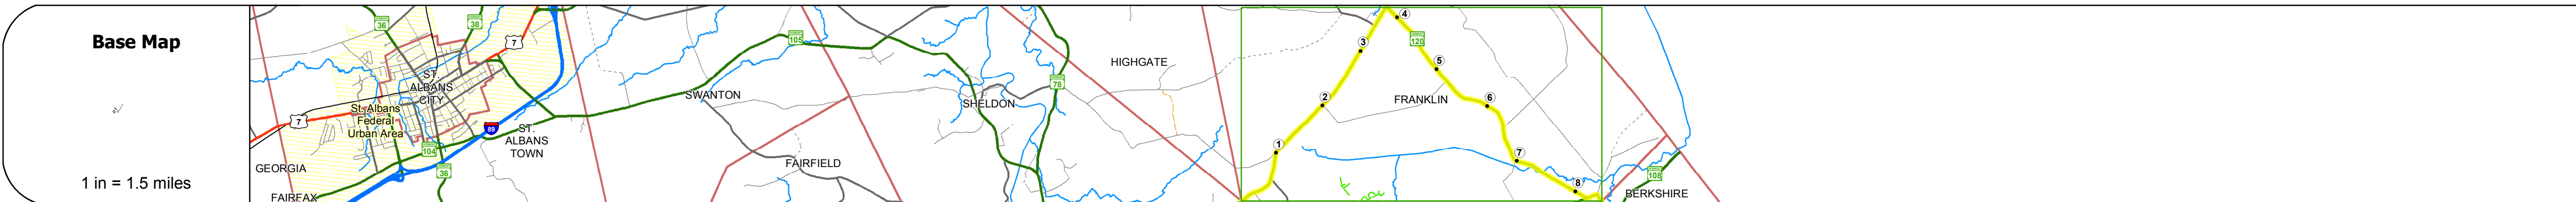 Base Map
1 in = 1.5 miles
36
38
7
ST.
ALBANS
CITY
St. Albans
Federal
Urban Area
7
89
104
36
ST.
ALBANS
TOWN
GEORGIA
FAIRFAX
105
SWANTON
FAIRFIELD
SHELDON
78
HIGHGATE
4
120
3
5
2
FRANKLIN
6
1
7
8
108
BERKSHIRE